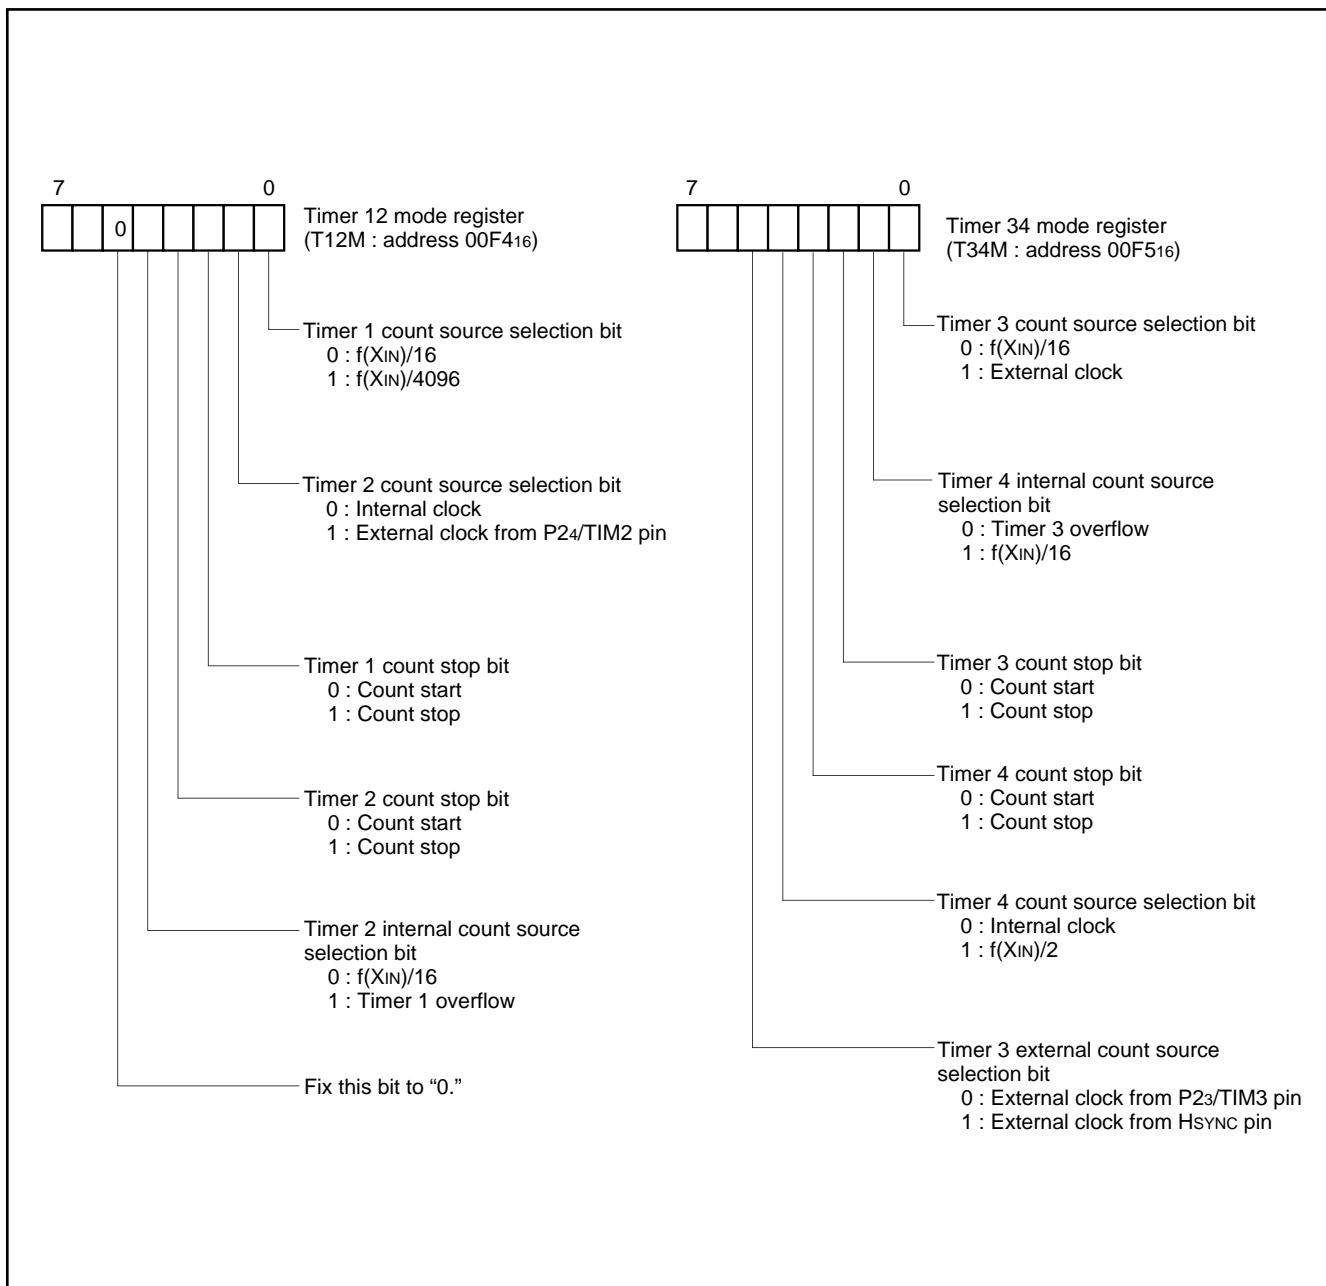 7 0
0
Timer 12 mode register
(T12M : address 00F416)
Timer 1 count source selection bit
0 : f(XIN)/16
1 : f(XIN)/4096
Timer 2 count source selection bit
0 : Internal clock
1 : External clock from P24/TIM2 pin
Timer 1 count stop bit
0 : Count start
1 : Count stop
Timer 2 count stop bit
0 : Count start
1 : Count stop
Timer 2 internal count source
selection bit
0 : f(XIN)/16
1 : Timer 1 overflow
Fix this bit to “0.”
7 0
Timer 34 mode register
(T34M : address 00F516)
Timer 3 count source selection bit
0 : f(XIN)/16
1 : External clock
Timer 4 internal count source
selection bit
0 : Timer 3 overflow
1 : f(XIN)/16
Timer 3 count stop bit
0 : Count start
1 : Count stop
Timer 4 count stop bit
0 : Count start
1 : Count stop
Timer 4 count source selection bit
0 : Internal clock
1 : f(XIN)/2
Timer 3 external count source
selection bit
0 : External clock from P23/TIM3 pin
1 : External clock from HSYNC pin